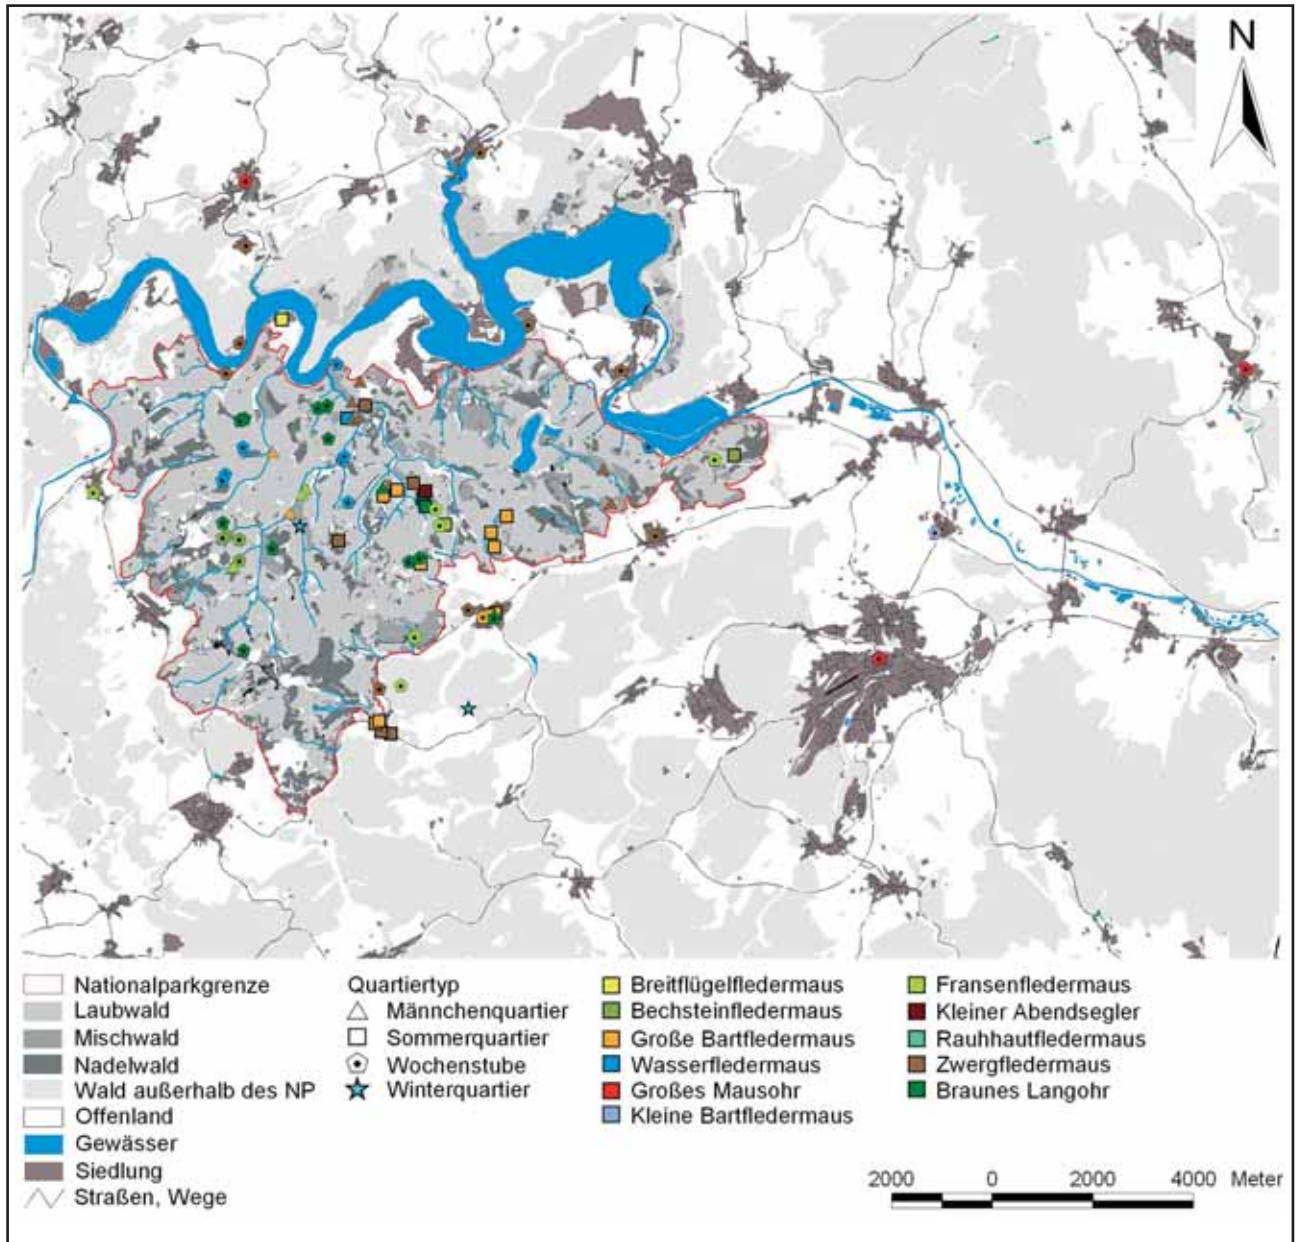 N
Nationalparkgrenze
Laubwald
Mischwald
Nadelwald
Wald außerhalb des NP
Offenland
Gewässer
Siedlung
Straßen, Wege
Quartiertyp
Männchenquartier
Sommerquartier
Wochenstube
Winterquartier
Breitflügelfledermaus
Bechsteinfledermaus
Große Bartfledermaus
Wasserfledermaus
Großes Mausohr
Kleine Bartfledermaus
Fransenfledermaus
Kleiner Abendsegler
Rauhhautfledermaus
Zwergfledermaus
Braunes Langohr
2000 0 2000 4000 Meter